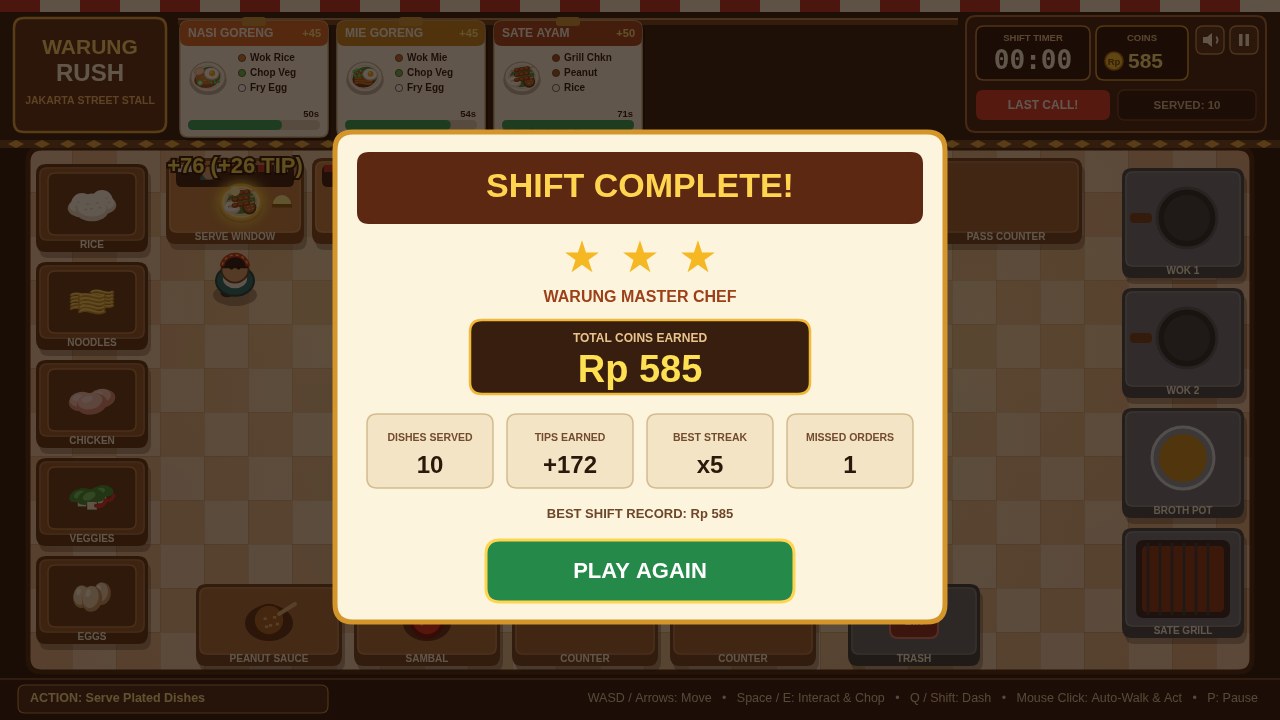 WARUNG
RUSH
JAKARTA STREET STALL
NASI GORENG +45
Wok Rice
Chop Veg
Fry Egg
50s
MIE GORENG +45
Wok Mie
Chop Veg
Fry Egg
54s
SATE AYAM +50
Grill Chkn
Peanut
Rice
71s
SHIFT TIMER
00:00
COINS
Rp 585
LAST CALL!
SERVED: 10
+76 (+26 TIP)
SERVE WINDOW
PASS COUNTER
RICE
NOODLES
CHICKEN
VEGGIES
EGGS
WOK 1
WOK 2
BROTH POT
SATE GRILL
SHIFT COMPLETE!
★ ★ ★
WARUNG MASTER CHEF
TOTAL COINS EARNED
Rp 585
DISHES SERVED
10
TIPS EARNED
+172
BEST STREAK
x5
MISSED ORDERS
1
BEST SHIFT RECORD: Rp 585
PLAY AGAIN
PEANUT SAUCE
SAMBAL
COUNTER
COUNTER
TRASH
ACTION: Serve Plated Dishes
WASD / Arrows: Move • Space / E: Interact & Chop • Q / Shift: Dash • Mouse Click: Auto-Walk & Act • P: Pause